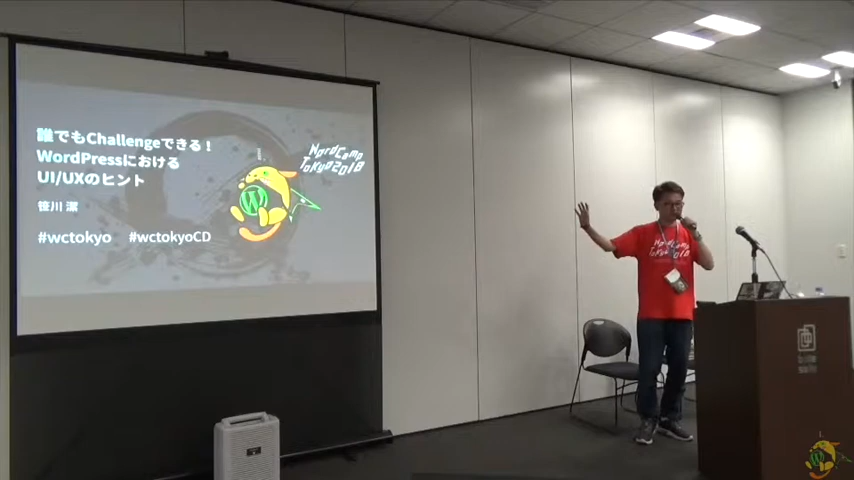 誰でもChallengeできる！
WordPressにおける
UI/UXのヒント
笹川 潔
#wctokyo　#wctokyoCD
WordCamp
Tokyo2018